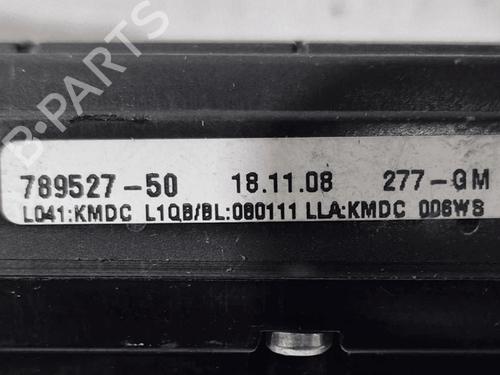 B-PARTS
789527-50 18.11.08 277-GM
L041:KMDC L1QB/BL:080111 LLA:KMDC 006WS